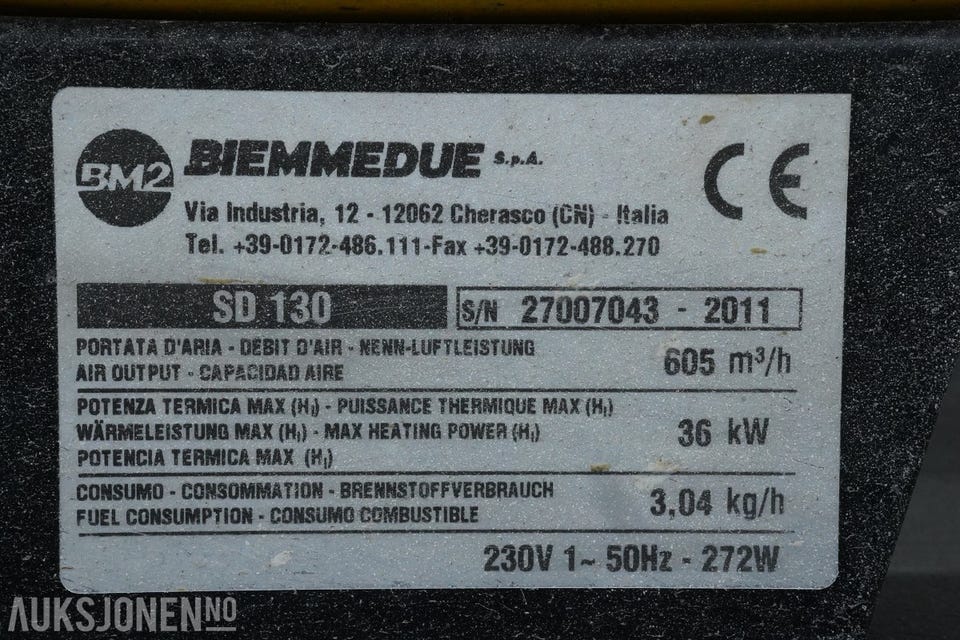 BM2 BIEMMEDUE S.p.A. CE
Via Industria, 12 - 12062 Cherasco (CN) - Italia
Tel. +39-0172-486.111-Fax +39-0172-488.270
SD 130 S/N 27007043 - 2011
PORTATA D'ARIA - DEBIT D'AIR - NENN-LUFTLEISTUNG
AIR OUTPUT - CAPACIDAD AIRE
605 m³/h
POTENZA TERMICA MAX (Hᵢ) - PUISSANCE THERMIQUE MAX (Hᵢ)
WÄRMELEISTUNG MAX (Hᵢ) - MAX HEATING POWER (Hᵢ)
POTENCIA TERMICA MAX (Hᵢ)
36 kW
CONSUMO - CONSOMMATION - BRENNSTOFFVERBRAUCH
FUEL CONSUMPTION - CONSUMO COMBUSTIBLE
3,04 kg/h
230V 1~ 50Hz - 272W
AUKSJONEN.NO